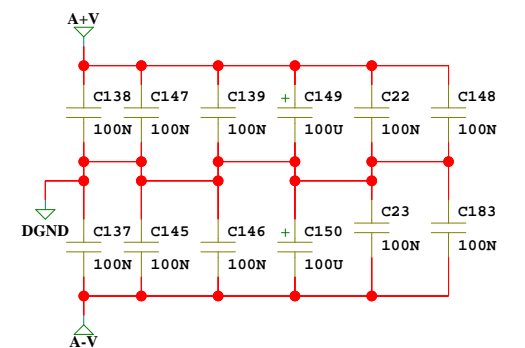 A+V
C138 C147 C139 + C149 C22 C148
100N 100N 100N 100U 100N 100N
C23 C183
DGND C137 C145 C146 + C150 100N 100N
100N 100N 100N 100U
A-V